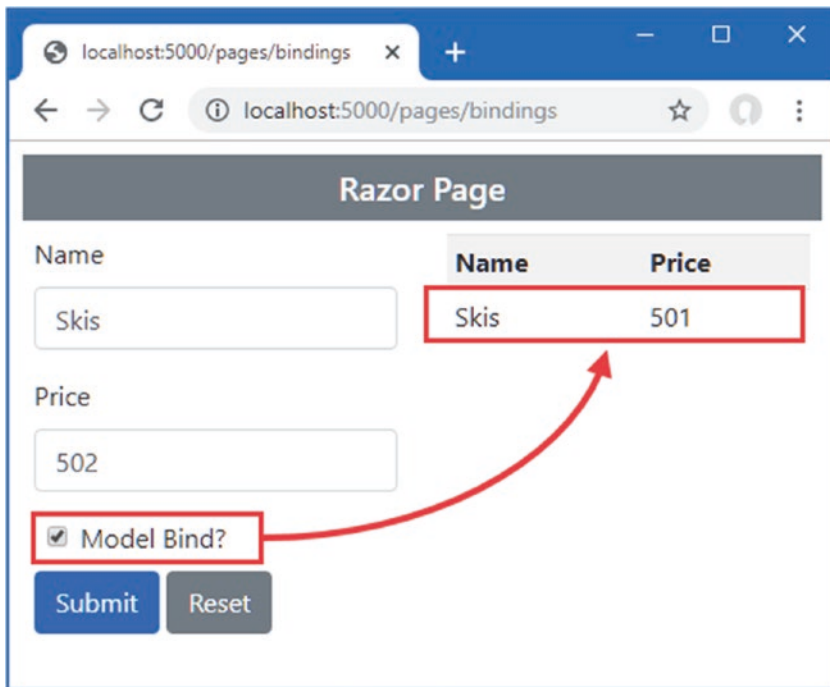 localhost:5000/pages/bindings
localhost:5000/pages/bindings
Razor Page
Name
Skis
Price
502
Model Bind?
Submit Reset
Name Price
Skis 501